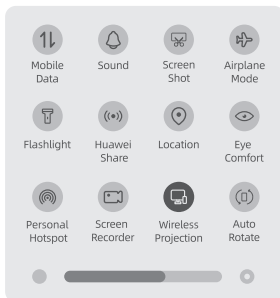 Mobile Data
Sound
Screen Shot
Airplane Mode
Flashlight
Huawei Share
Location
Eye Comfort
Personal Hotspot
Screen Recorder
Wireless Projection
Auto Rotate